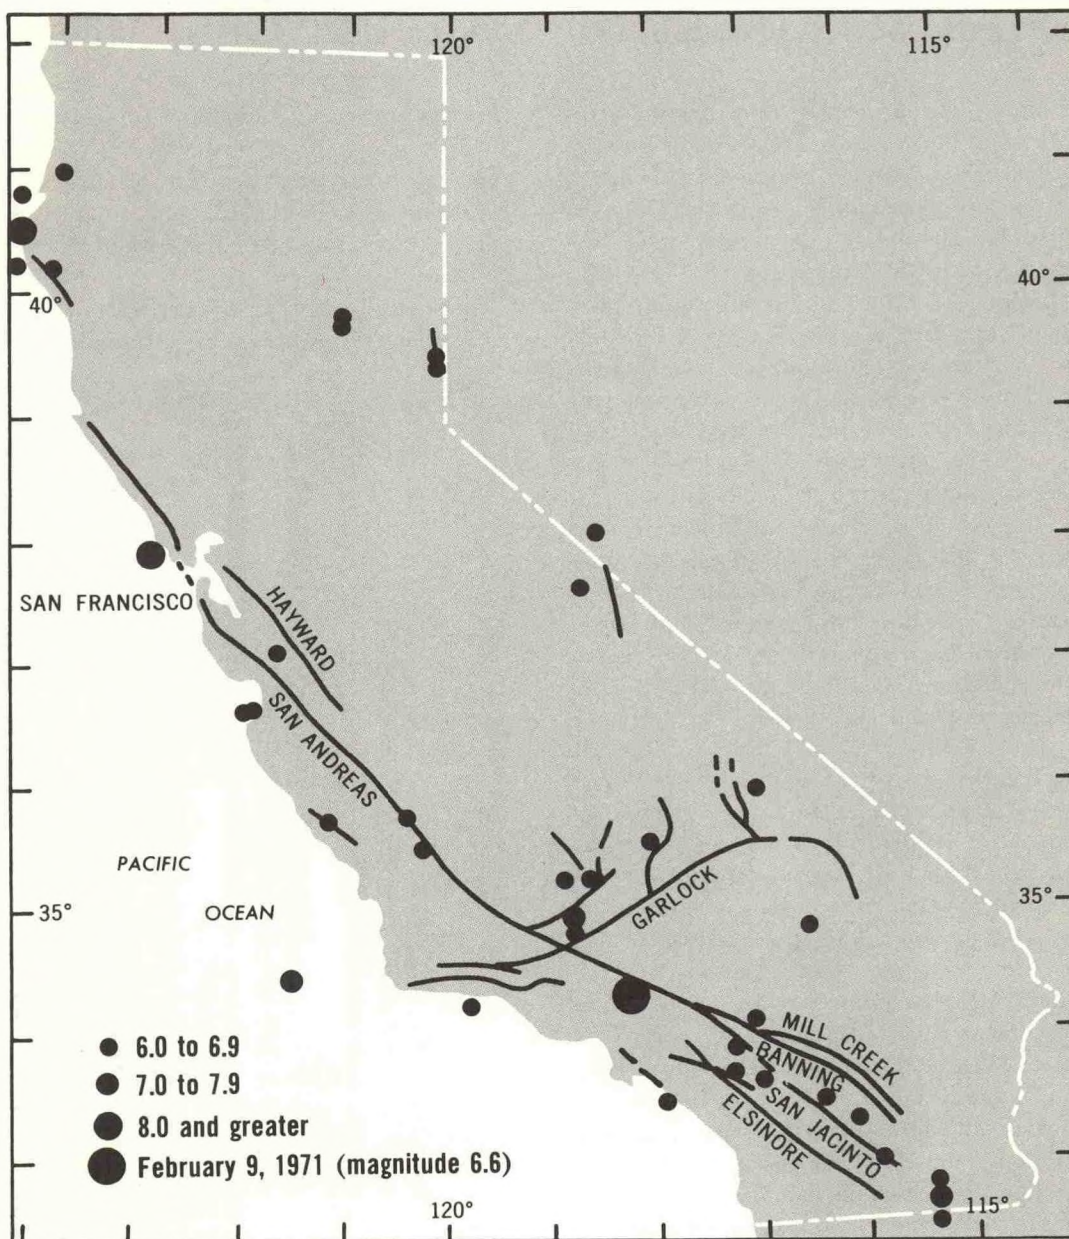 120°
115°
40°
40°
SAN FRANCISCO
HAYWARD
SAN ANDREAS
PACIFIC
OCEAN
GARLOCK
35°
35°
MILL CREEK
BANNING
SAN JACINTO
ELSINORE
6.0 to 6.9
7.0 to 7.9
8.0 and greater
February 9, 1971 (magnitude 6.6)
120°
115°